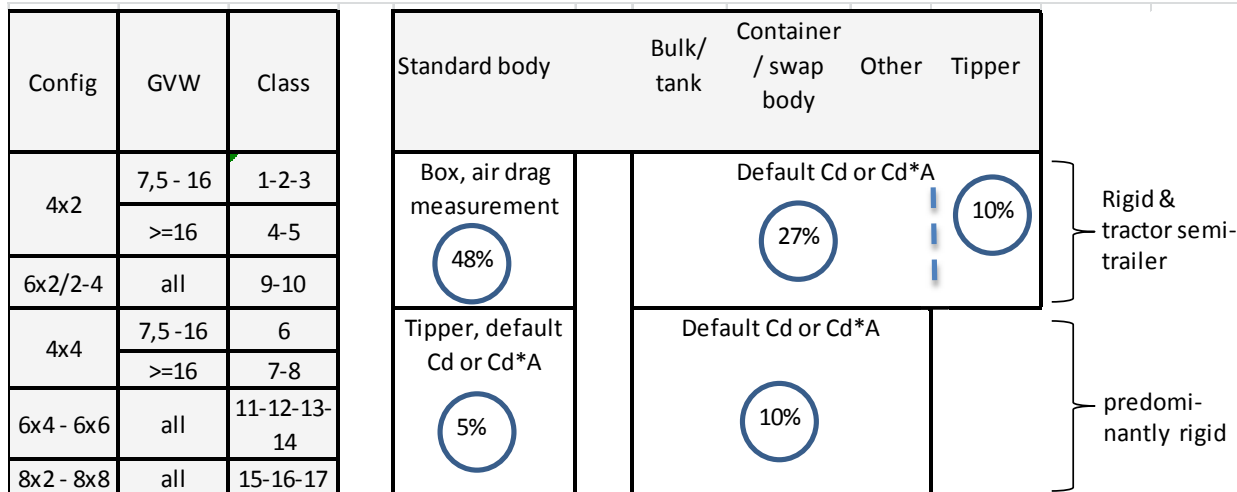 Config GVW Class
Standard body
Bulk/
tank
Container
/ swap
body
Other
Tipper
4x2
7,5 - 16 1-2-3
>=16 4-5
6x2/2-4 all 9-10
4x4
7,5 -16 6
>=16 7-8
6x4 - 6x6 all 11-12-13-
14
8x2 - 8x8 all 15-16-17
Box, air drag
measurement
48%
Default Cd or Cd*A
27%
10%
Rigid &
tractor semi-
trailer
Tipper, default
Cd or Cd*A
5%
Default Cd or Cd*A
10%
predomi-
nantly rigid